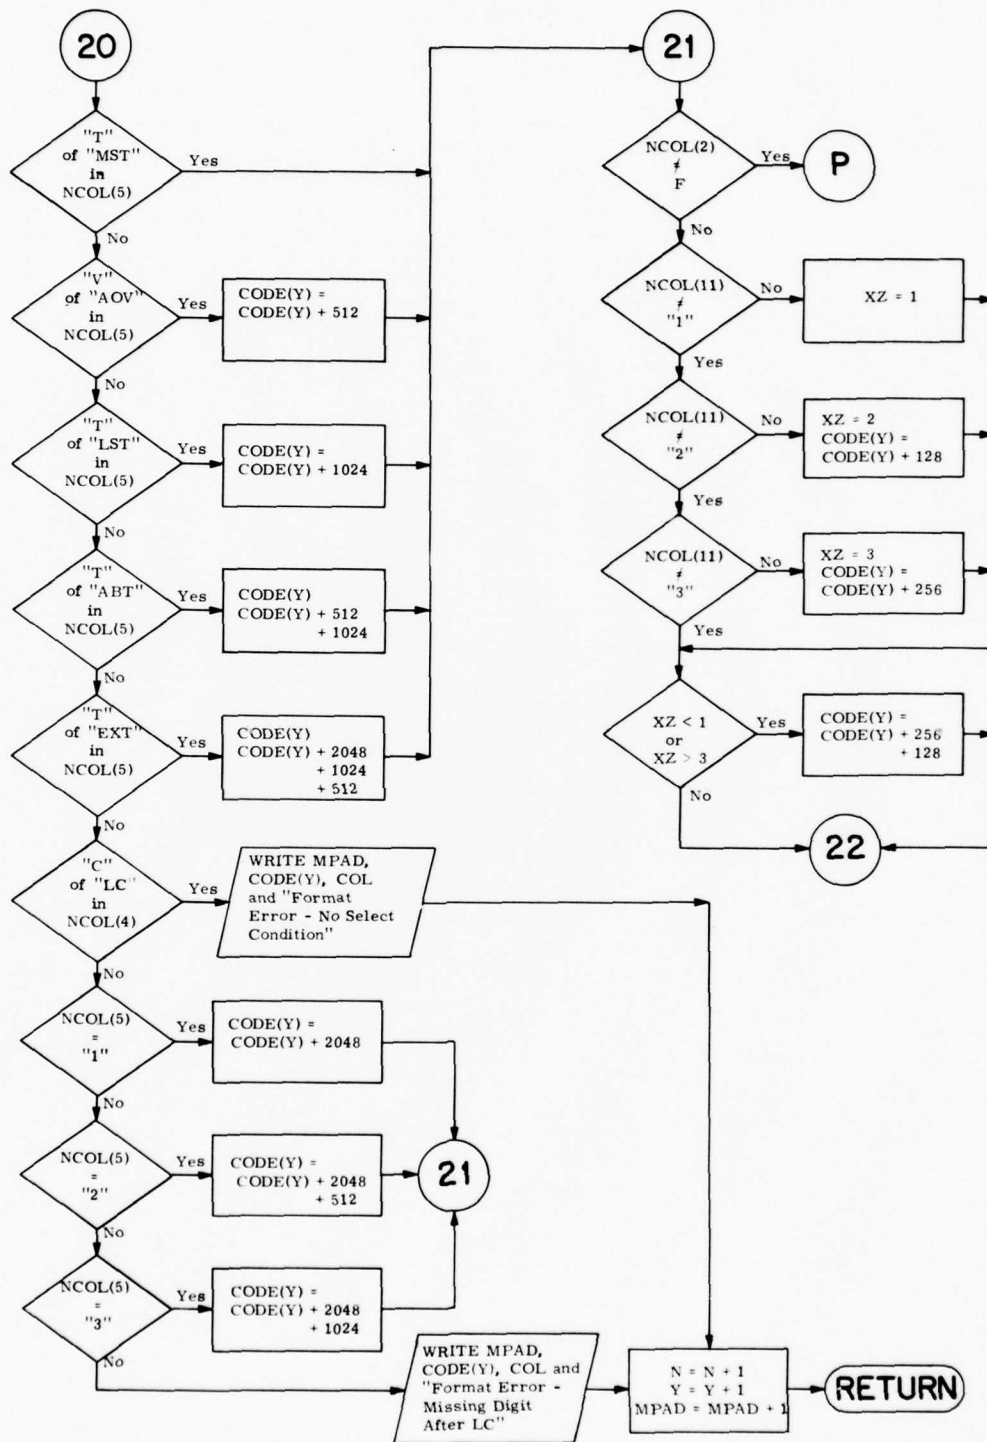 20
"T"
of "MST"
in
NCOL(5)
Yes
No
"V"
of "AOV"
in
NCOL(5)
Yes
CODE(Y) =
CODE(Y) + 512
No
"T"
of "LST"
in
NCOL(5)
Yes
CODE(Y) =
CODE(Y) + 1024
No
"T"
of "ABT"
in
NCOL(5)
Yes
CODE(Y)
CODE(Y) + 512
+ 1024
No
"T"
of "EXT"
in
NCOL(5)
Yes
CODE(Y)
CODE(Y) + 2048
+ 1024
+ 512
No
"C"
of "LC"
in
NCOL(4)
Yes
WRITE MPAD,
CODE(Y), COL
and "Format
Error - No Select
Condition"
No
NCOL(5)
=
"1"
Yes
CODE(Y) =
CODE(Y) + 2048
No
NCOL(5)
=
"2"
Yes
CODE(Y) =
CODE(Y) + 2048
+ 512
21
No
NCOL(5)
=
"3"
Yes
CODE(Y) =
CODE(Y) + 2048
+ 1024
No
WRITE MPAD,
CODE(Y), COL and
"Format Error -
Missing Digit
After LC"
N = N + 1
Y = Y + 1
MPAD = MPAD + 1
RETURN
21
NCOL(2)
≠
F
Yes
P
No
NCOL(11)
≠
"1"
No
XZ = 1
Yes
NCOL(11)
≠
"2"
No
XZ = 2
CODE(Y) =
CODE(Y) + 128
Yes
NCOL(11)
≠
"3"
No
XZ = 3
CODE(Y) =
CODE(Y) + 256
Yes
XZ < 1
or
XZ > 3
Yes
CODE(Y) =
CODE(Y) + 256
+ 128
No
22